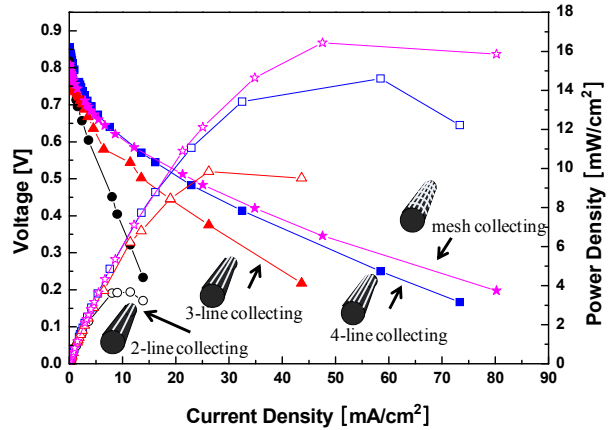 0.9
0.8
0.7
0.6
0.5
0.4
0.3
0.2
0.1
0.0
Voltage [V]
18
16
14
12
10
8
6
4
2
0
Power Density [mW/cm²]
mesh collecting
3-line collecting
2-line collecting
4-line collecting
0 10 20 30 40 50 60 70 80 90
Current Density [mA/cm²]